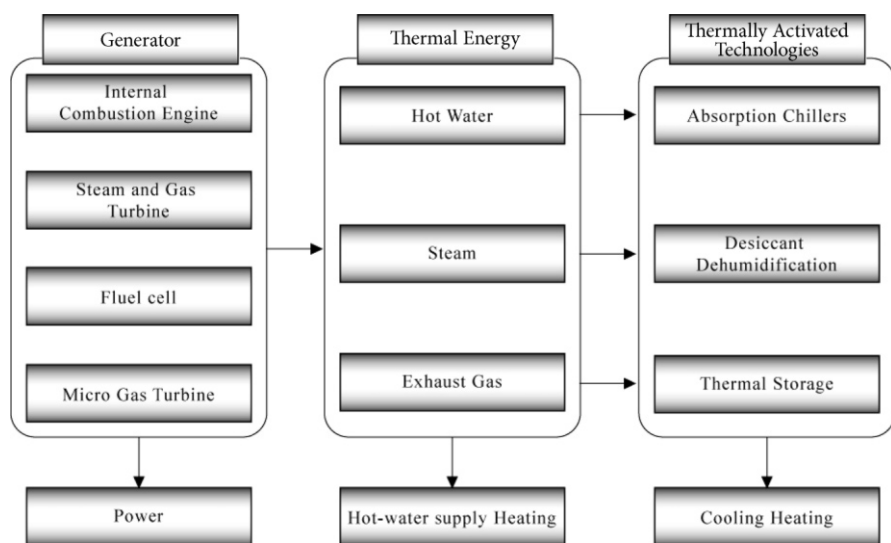 Generator
Internal
Combustion Engine
Steam and Gas
Turbine
Fluel cell
Micro Gas Turbine
Power
Thermal Energy
Hot Water
Steam
Exhaust Gas
Hot-water supply Heating
Thermally Activated
Technologies
Absorption Chillers
Desiccant
Dehumidification
Thermal Storage
Cooling Heating